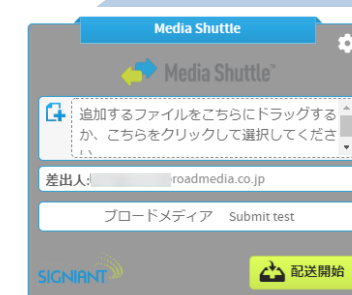 Media Shuttle
Media Shuttle™
追加するファイルをこちらにドラッグする
か、こちらをクリックして選択してくださ
い
差出人: roadmedia.co.jp
ブロードメディア Submit test
SIGNIANT
配送開始